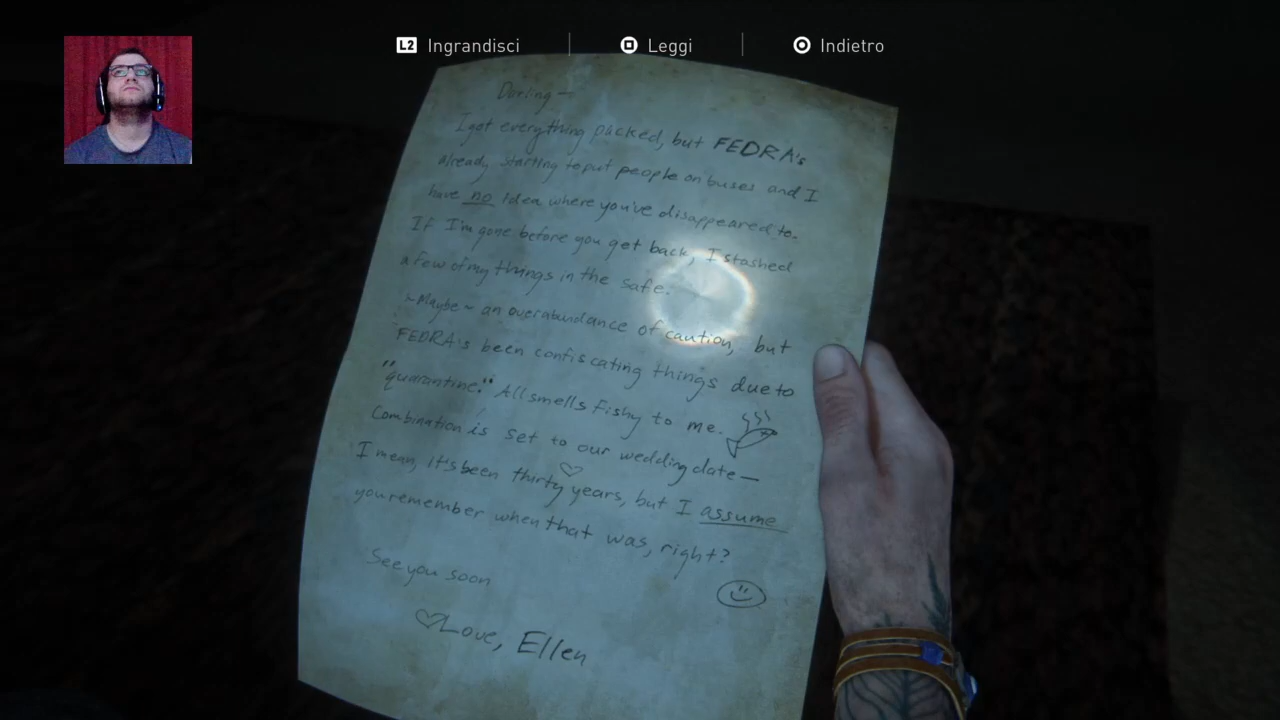 L2 Ingrandisci Leggi Indietro
Darling —
I got everything packed, but FEDRA's
already starting to put people on buses and I
have no idea where you've disappeared to.
If I'm gone before you get back, I stashed
a few of my things in the safe.
~Maybe~ an overabundance of caution, but
FEDRA's been confiscating things due to
"quarantine." All smells fishy to me.
Combination is set to our wedding date—
I mean, it's been thirty years, but I assume
you remember when that was, right?
See you soon
Love, Ellen